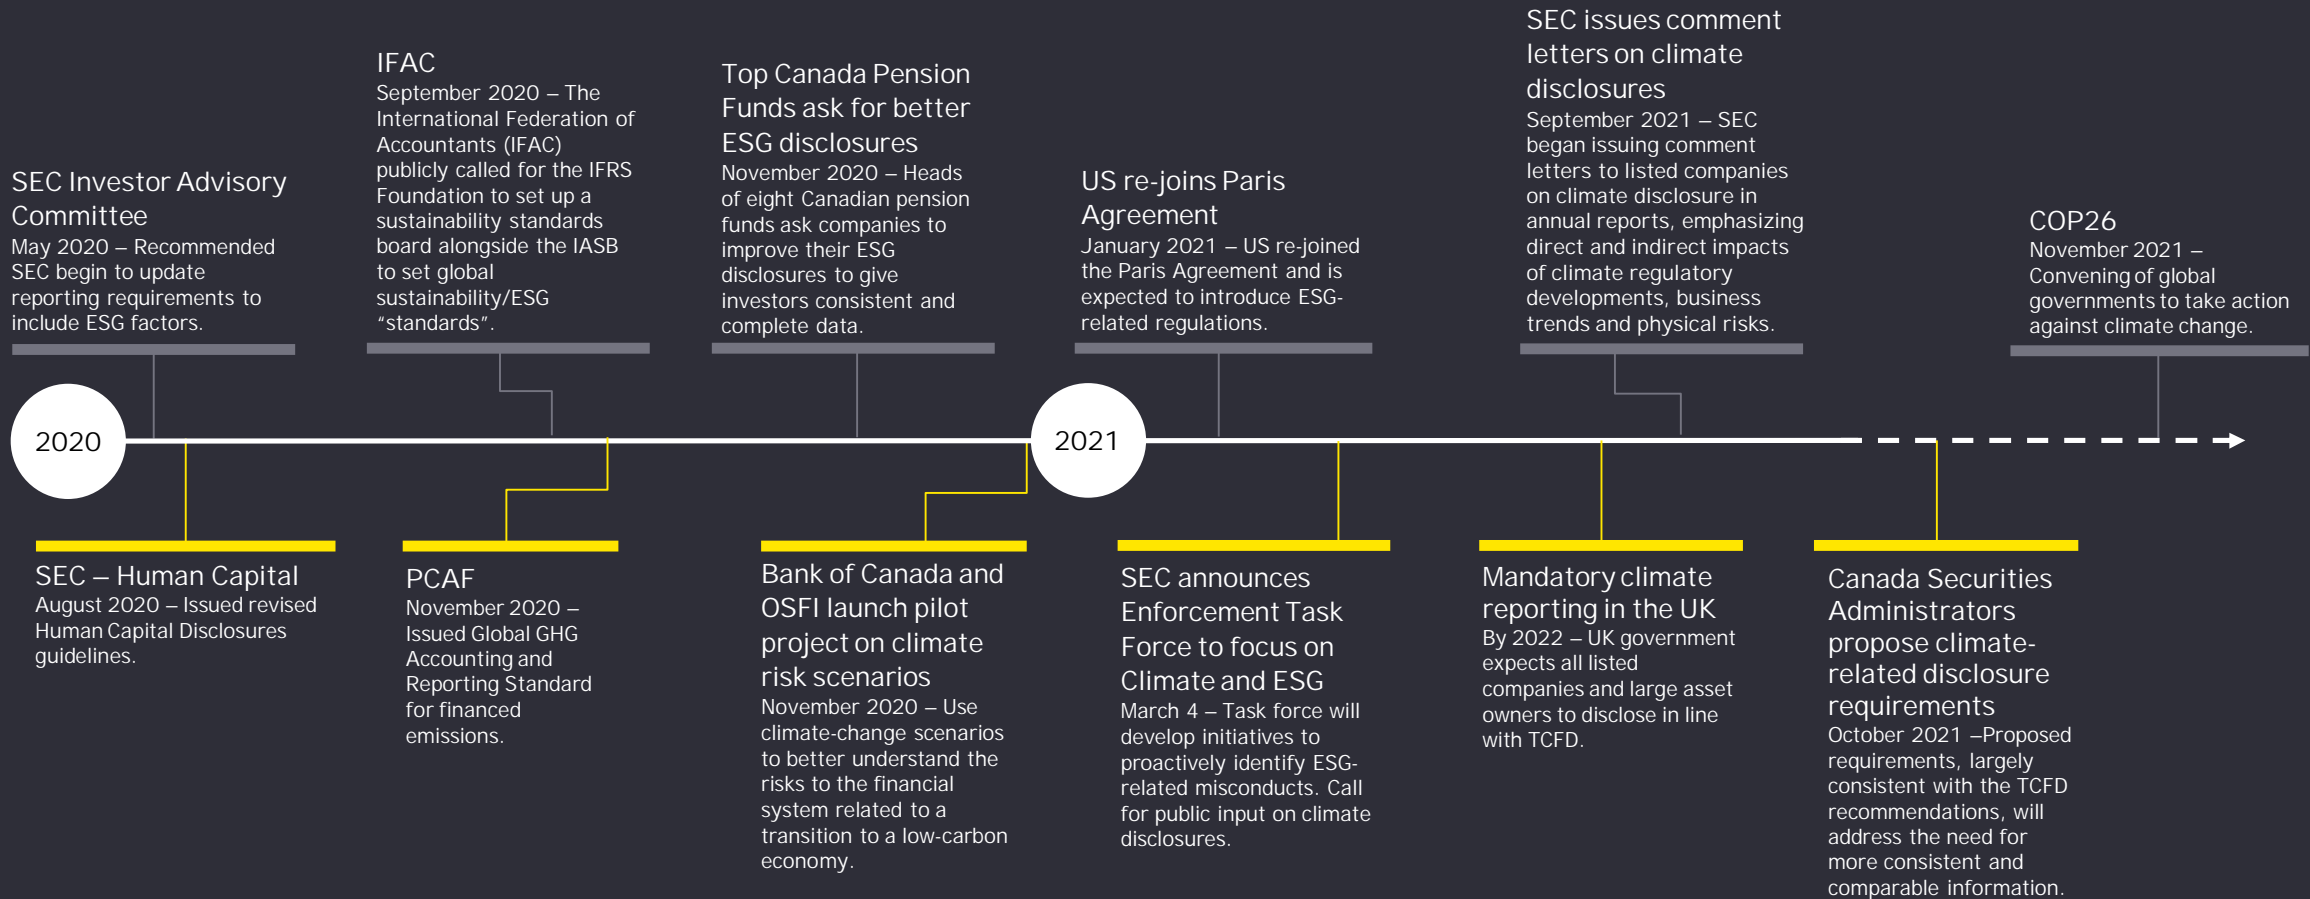 SEC Investor Advisory
Committee
May 2020 – Recommended
SEC begin to update
reporting requirements to
include ESG factors.
IFAC
September 2020 – The
International Federation of
Accountants (IFAC)
publicly called for the IFRS
Foundation to set up a
sustainability standards
board alongside the IASB
to set global
sustainability/ESG
“standards”.
Top Canada Pension
Funds ask for better
ESG disclosures
November 2020 – Heads
of eight Canadian pension
funds ask companies to
improve their ESG
disclosures to give
investors consistent and
complete data.
US re-joins Paris
Agreement
January 2021 – US re-joined
the Paris Agreement and is
expected to introduce ESG-
related regulations.
SEC issues comment
letters on climate
disclosures
September 2021 – SEC
began issuing comment
letters to listed companies
on climate disclosure in
annual reports, emphasizing
direct and indirect impacts
of climate regulatory
developments, business
trends and physical risks.
COP26
November 2021 –
Convening of global
governments to take action
against climate change.
2020
2021
SEC – Human Capital
August 2020 – Issued revised
Human Capital Disclosures
guidelines.
PCAF
November 2020 –
Issued Global GHG
Accounting and
Reporting Standard
for financed
emissions.
Bank of Canada and
OSFI launch pilot
project on climate
risk scenarios
November 2020 – Use
climate-change scenarios
to better understand the
risks to the financial
system related to a
transition to a low-carbon
economy.
SEC announces
Enforcement Task
Force to focus on
Climate and ESG
March 4 – Task force will
develop initiatives to
proactively identify ESG-
related misconducts. Call
for public input on climate
disclosures.
Mandatory climate
reporting in the UK
By 2022 – UK government
expects all listed
companies and large asset
owners to disclose in line
with TCFD.
Canada Securities
Administrators
propose climate-
related disclosure
requirements
October 2021 –Proposed
requirements, largely
consistent with the TCFD
recommendations, will
address the need for
more consistent and
comparable information.